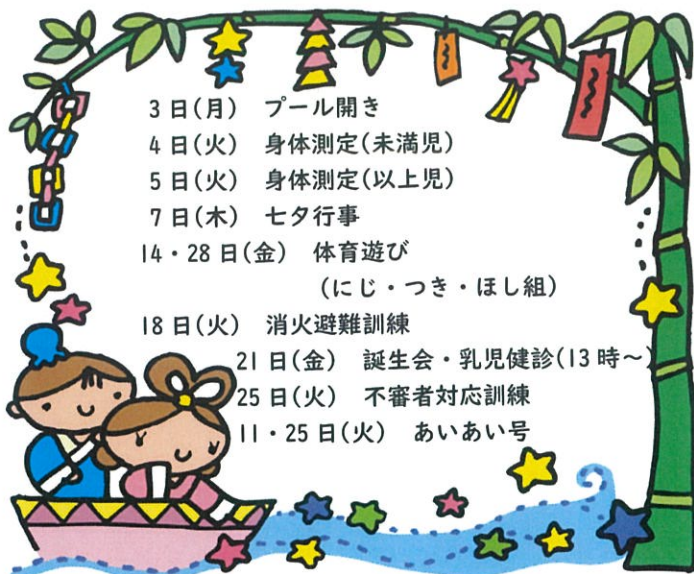 3日(月) プール開き
4日(火) 身体測定(未満児)
5日(火) 身体測定(以上児)
7日(木) 七夕行事
14・28日(金) 体育遊び
(にじ・つき・ほし組)
18日(火) 消火避難訓練
21日(金) 誕生会・乳児健診(13時～)
25日(火) 不審者対応訓練
11・25日(火) あいあい号